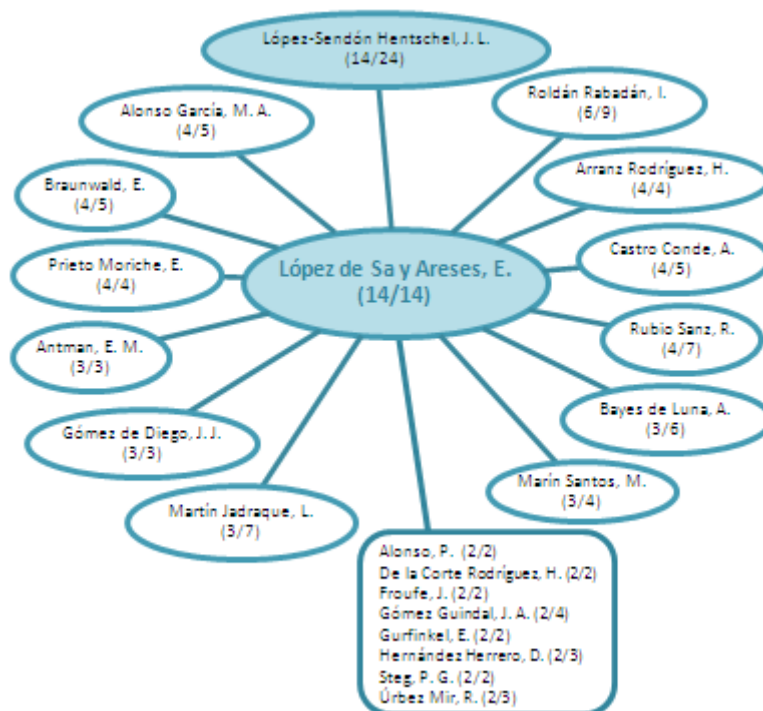 López-Sendón Hentschel, J. L.
(14/24)
Roldán Rabadán, I.
(6/9)
Alonso García, M. A.
(4/5)
Arranz Rodríguez, H.
(4/4)
Braunwald, E.
(4/5)
Castro Conde, A.
(4/5)
Prieto Moriche, E.
(4/4)
López de Sa y Areses, E.
(14/14)
Rubio Sanz, R.
(4/7)
Antman, E. M.
(3/3)
Bayes de Luna, A.
(3/6)
Gómez de Diego, J. J.
(3/3)
Marín Santos, M.
(3/4)
Martín Jadraque, L.
(3/7)
Alonso, P. (2/2)
De la Corte Rodríguez, H. (2/2)
Froufe, J. (2/2)
Gómez Guindal, J. A. (2/4)
Gurfinkel, E. (2/2)
Hernández Herrero, D. (2/3)
Steg, P. G. (2/2)
Úrbez Mir, R. (2/3)